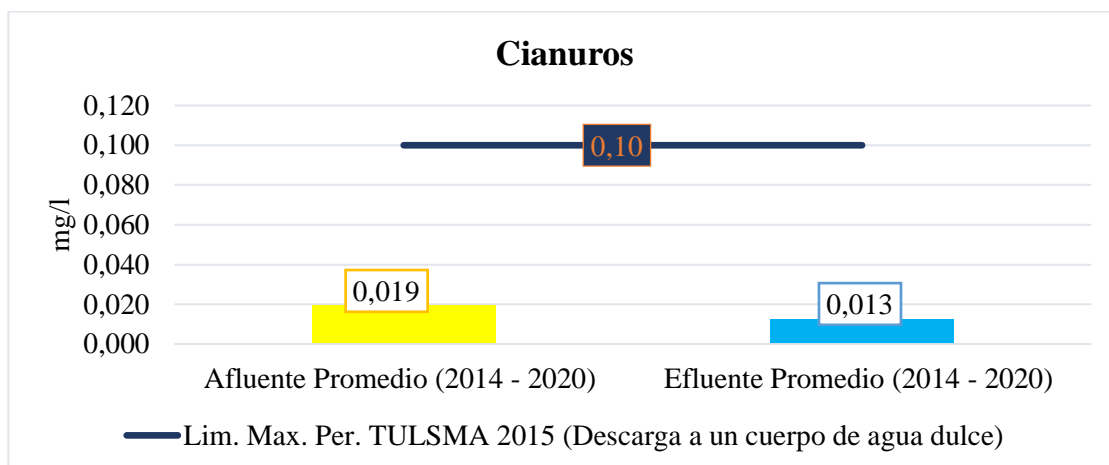 Cianuros
0,120
0,100
0,080
0,060
0,040
0,020
0,000
mg/l
0,10
0,019
0,013
Afluente Promedio (2014 - 2020)
Efluente Promedio (2014 - 2020)
Lim. Max. Per. TULSMA 2015 (Descarga a un cuerpo de agua dulce)